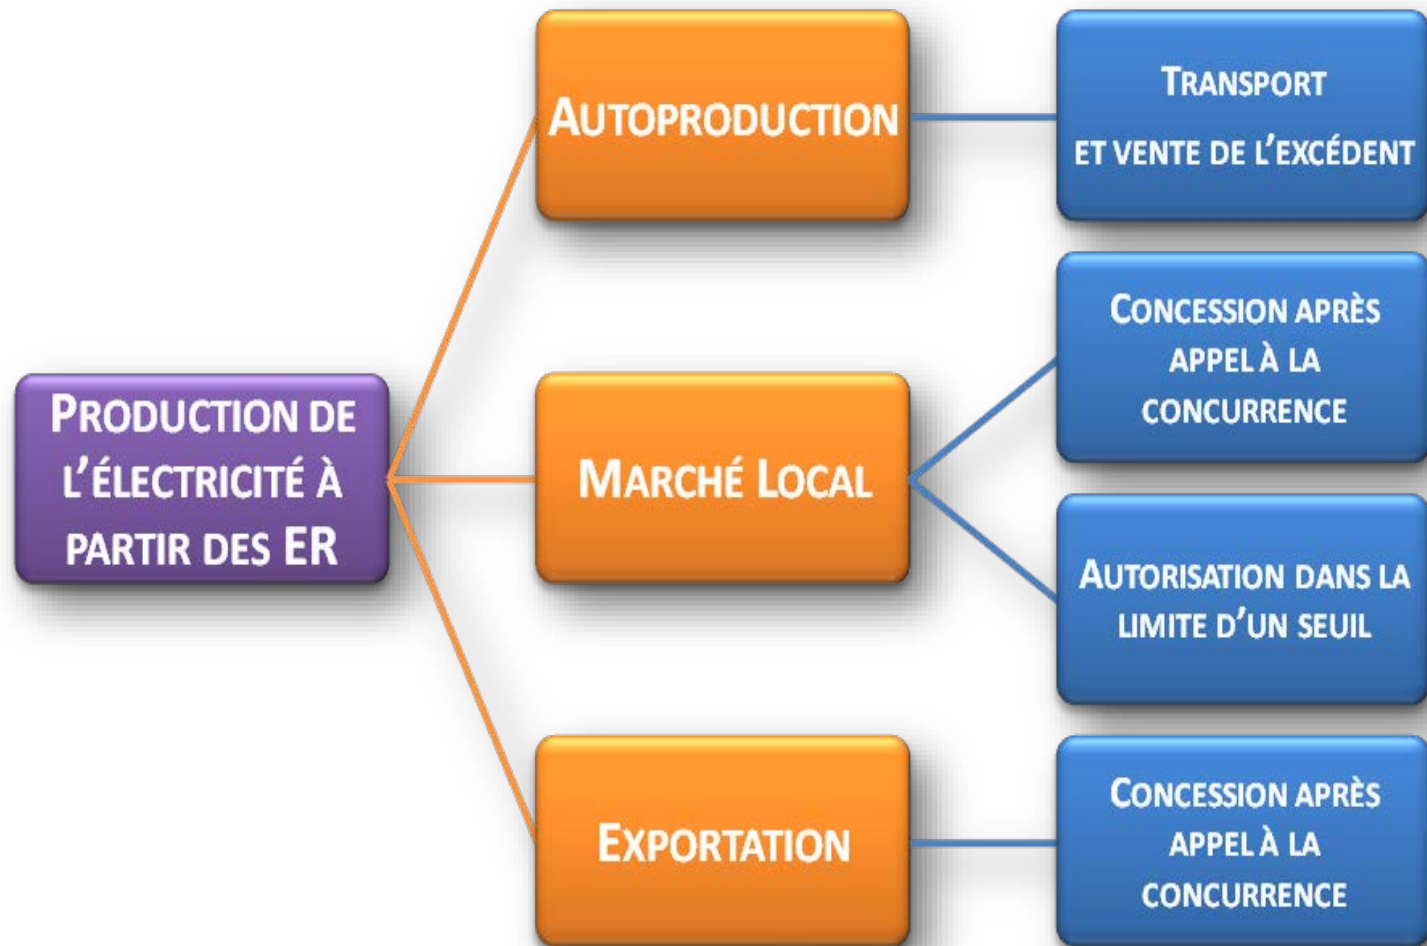 PRODUCTION DE
L'ÉLECTRICITÉ À
PARTIR DES ER
AUTOPRODUCTION
TRANSPORT
ET VENTE DE L'EXCÉDENT
MARCHÉ LOCAL
CONCESSION APRÈS
APPEL À LA
CONCURRENCE
AUTORISATION DANS LA
LIMITE D'UN SEUIL
EXPORTATION
CONCESSION APRÈS
APPEL À LA
CONCURRENCE